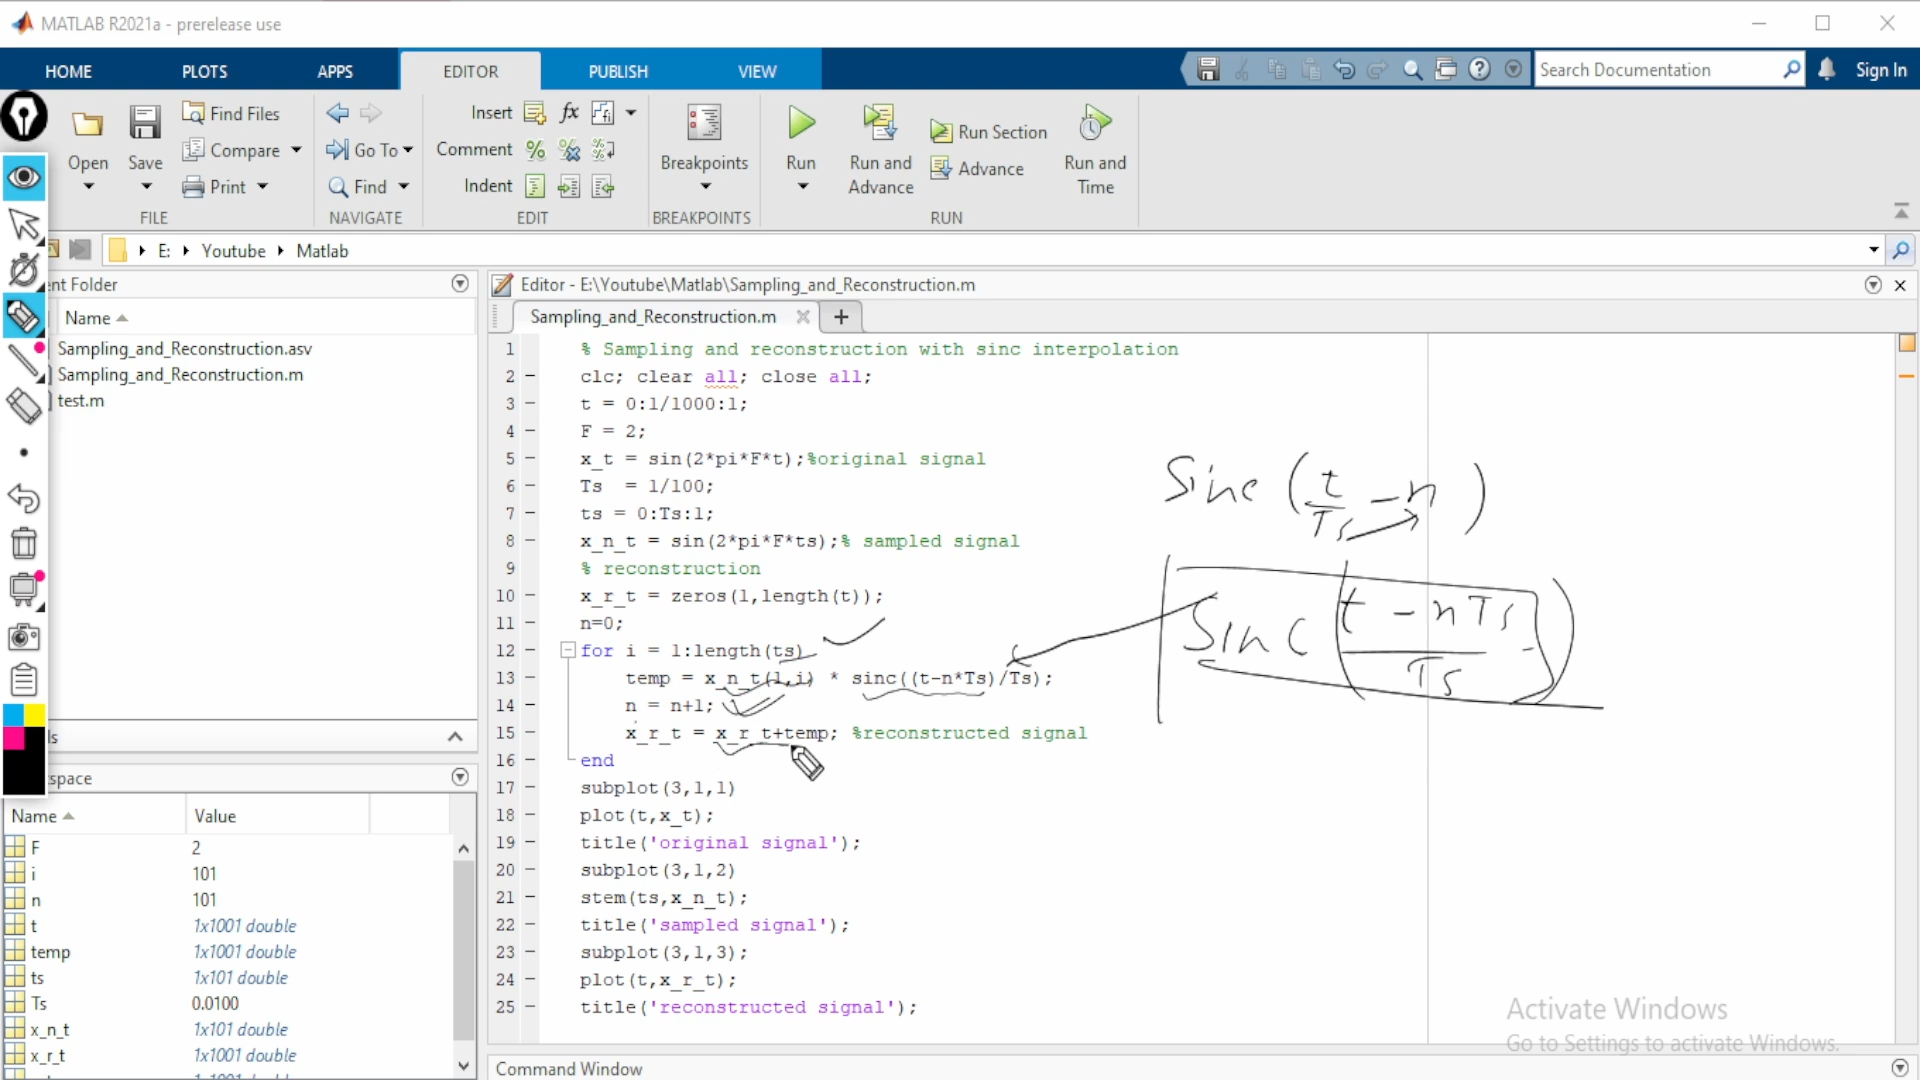 MATLAB R2021a - prerelease use
HOME PLOTS APPS EDITOR PUBLISH VIEW
Search Documentation
Sign In
Open
Save
Find Files
Compare
Print
FILE
Go To
Find
NAVIGATE
Insert
Comment
Indent
EDIT
Breakpoints
BREAKPOINTS
Run
Run and
Advance
Run Section
Advance
Run and
Time
RUN
E: Youtube Matlab
ent Folder
Name
Sampling_and_Reconstruction.asv
Sampling_and_Reconstruction.m
test.m
ls
space
Name Value
F 2
i 101
n 101
t 1x1001 double
temp 1x1001 double
ts 1x101 double
Ts 0.0100
x_n_t 1x101 double
x_r_t 1x1001 double
Editor - E:\Youtube\Matlab\Sampling_and_Reconstruction.m
Sampling_and_Reconstruction.m
1 % Sampling and reconstruction with sinc interpolation
2 - clc; clear all; close all;
3 - t = 0:1/1000:1;
4 - F = 2;
5 - x_t = sin(2*pi*F*t);%original signal
6 - Ts = 1/100;
7 - ts = 0:Ts:1;
8 - x_n_t = sin(2*pi*F*ts);% sampled signal
9 % reconstruction
10 - x_r_t = zeros(1,length(t));
11 - n=0;
12 - for i = 1:length(ts)
13 - temp = x_n_t(1,i) * sinc((t-n*Ts)/Ts);
14 - n = n+1;
15 - x_r_t = x_r_t+temp; %reconstructed signal
16 - end
17 - subplot(3,1,1)
18 - plot(t,x_t);
19 - title('original signal');
20 - subplot(3,1,2)
21 - stem(ts,x_n_t);
22 - title('sampled signal');
23 - subplot(3,1,3);
24 - plot(t,x_r_t);
25 - title('reconstructed signal');
Sinc (t/Ts - n)
Sinc (t - nTs / Ts)
Activate Windows
Go to Settings to activate Windows.
Command Window